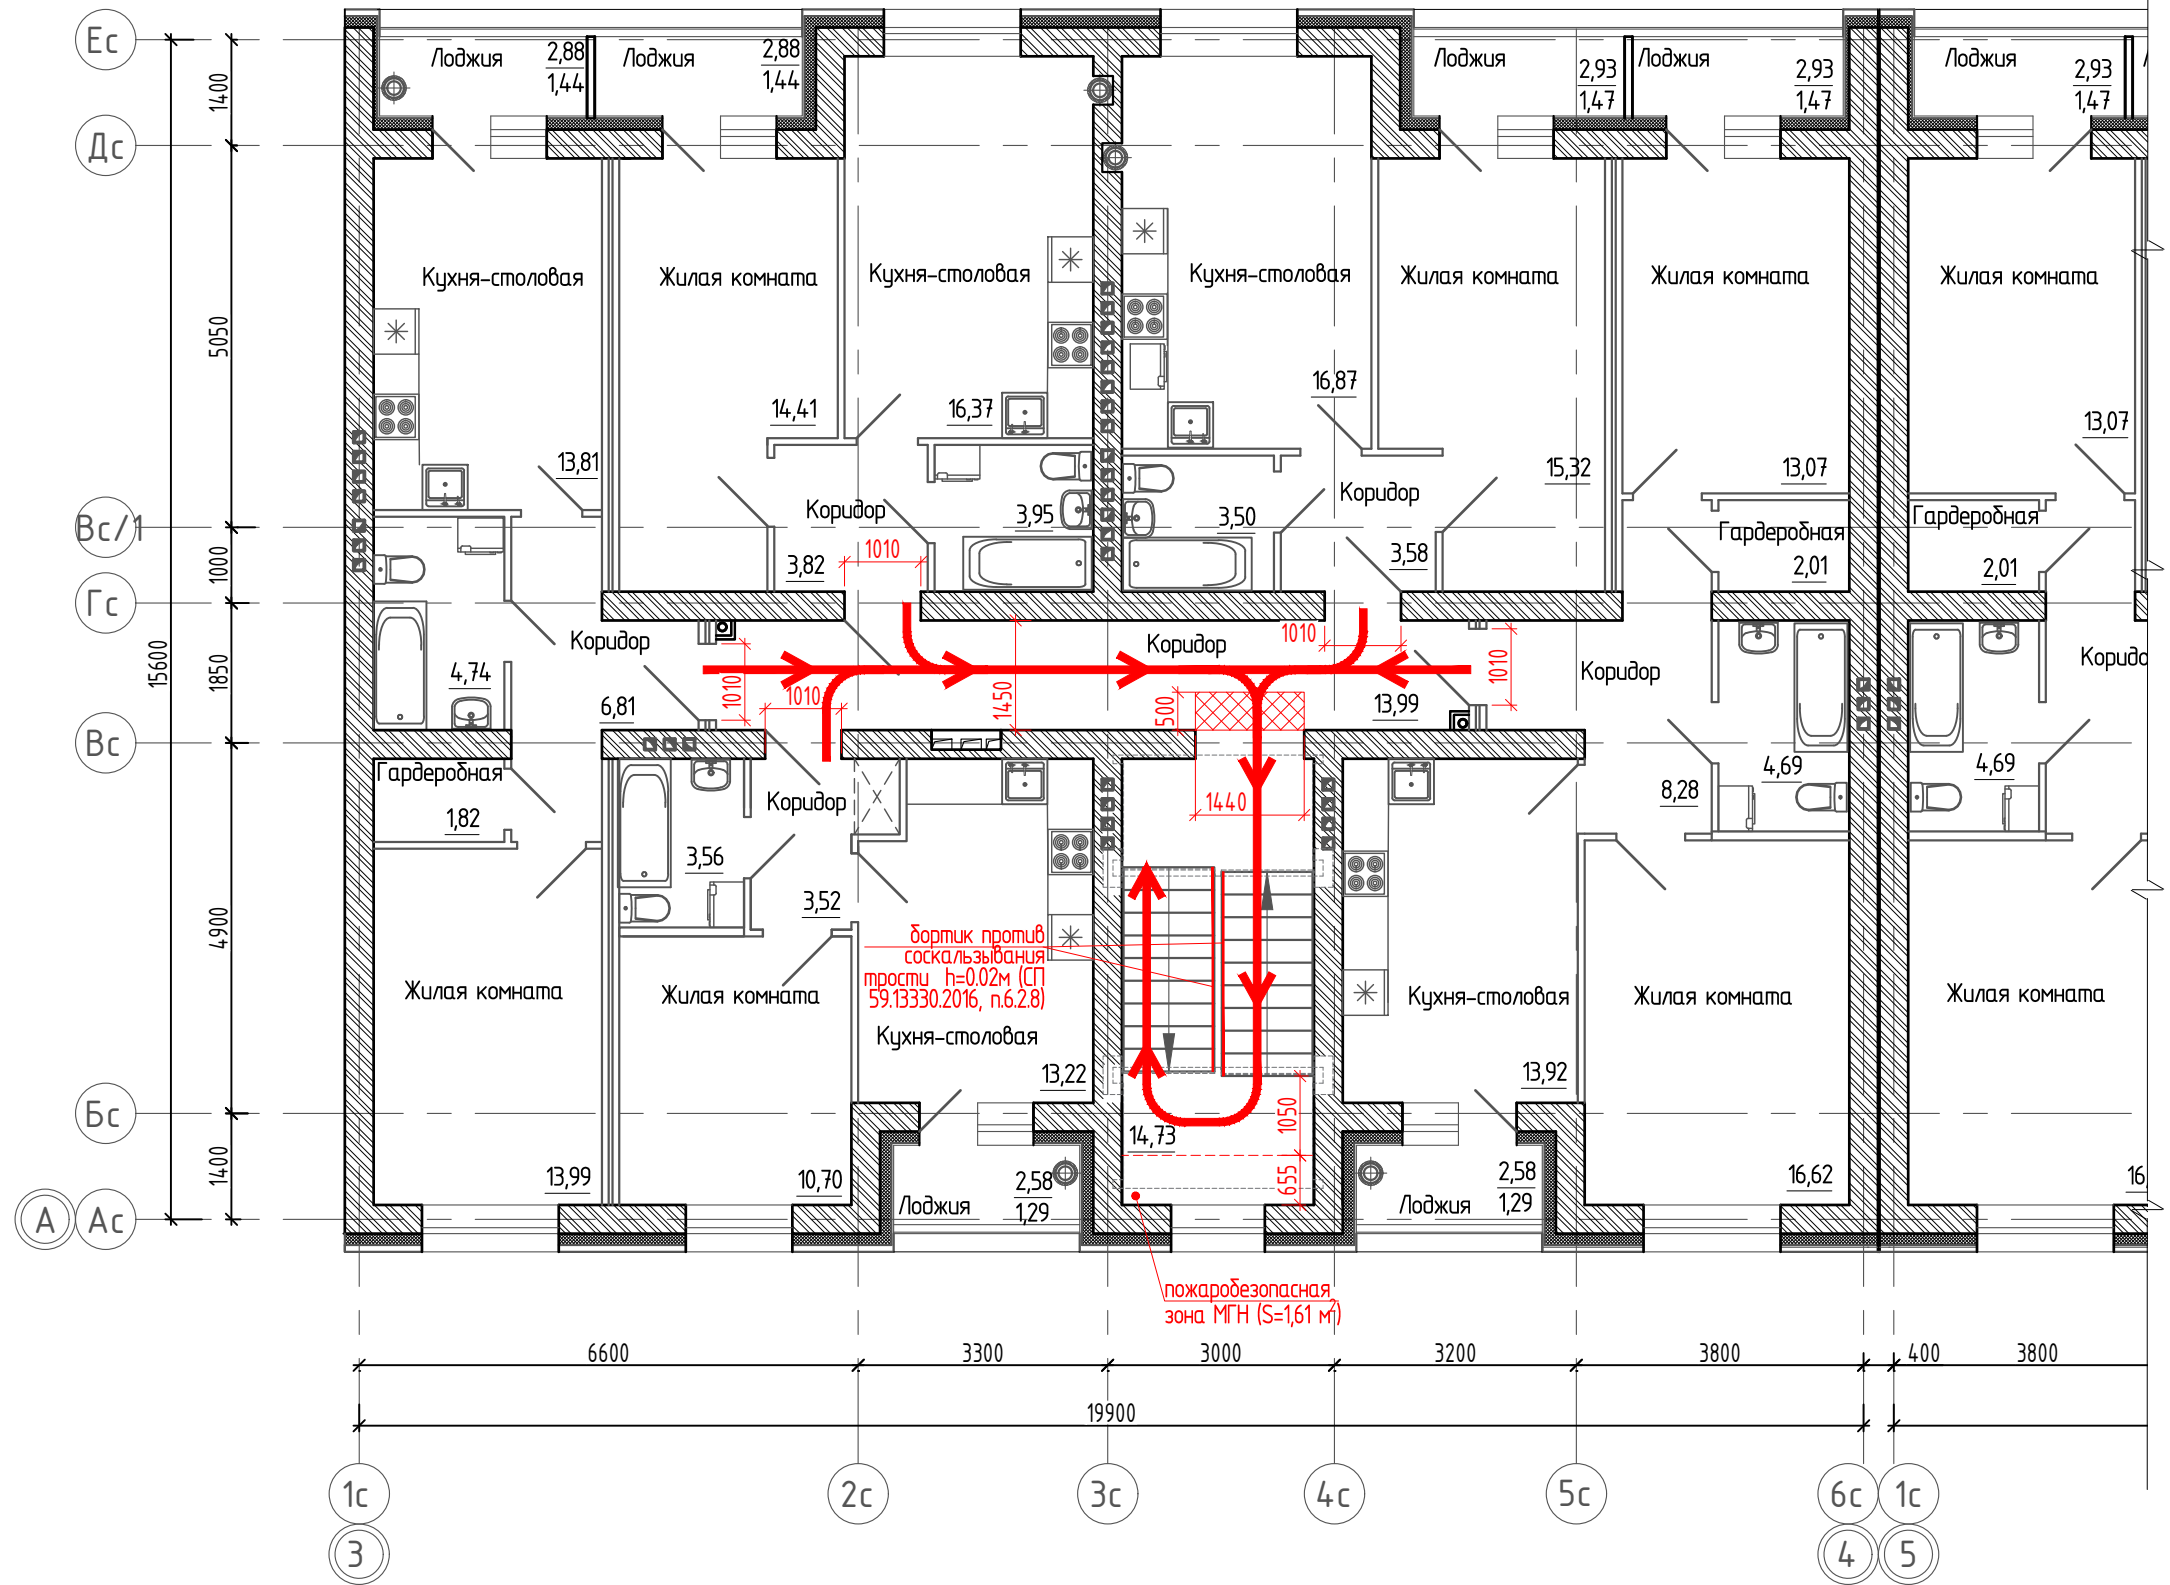 Ес
Лоджия
2,88
1,44
Лоджия
2,88
1,44
Лоджия
2,93
1,47
Лоджия
2,93
1,47
Лоджия
2,93
1,47
1400
Дс
5050
Кухня-столовая
Жилая комната
Кухня-столовая
Кухня-столовая
Жилая комната
Жилая комната
Жилая комната
13,81
14,41
16,37
16,87
15,32
13,07
13,07
Вс/1
Коридор
3,82
1010
3,95
3,50
Коридор
3,58
Гардеробная
2,01
Гардеробная
2,01
1000
Гс
15600
1850
Коридор
4,74
6,81
1010
1010
1450
Коридор
1010
500
13,99
1010
Коридор
Коридо
Вс
Гардеробная
1,82
3,56
Коридор
3,52
1440
8,28
4,69
4,69
4900
бортик против
соскальзывания
трости h=0.02м (СП
59.13330.2016, п.6.2.8)
Жилая комната
Жилая комната
Кухня-столовая
Кухня-столовая
Жилая комната
Жилая комната
13,22
13,92
Бс
1400
13,99
10,70
Лоджия
2,58
1,29
14,73
1050
655
Лоджия
2,58
1,29
16,62
16,
А
Ас
пожаробезопасная
зона МГН (S=1,61 м²)
6600
3300
3000
3200
3800
400
3800
19900
1с
2с
3с
4с
5с
6с
1с
3
4
5